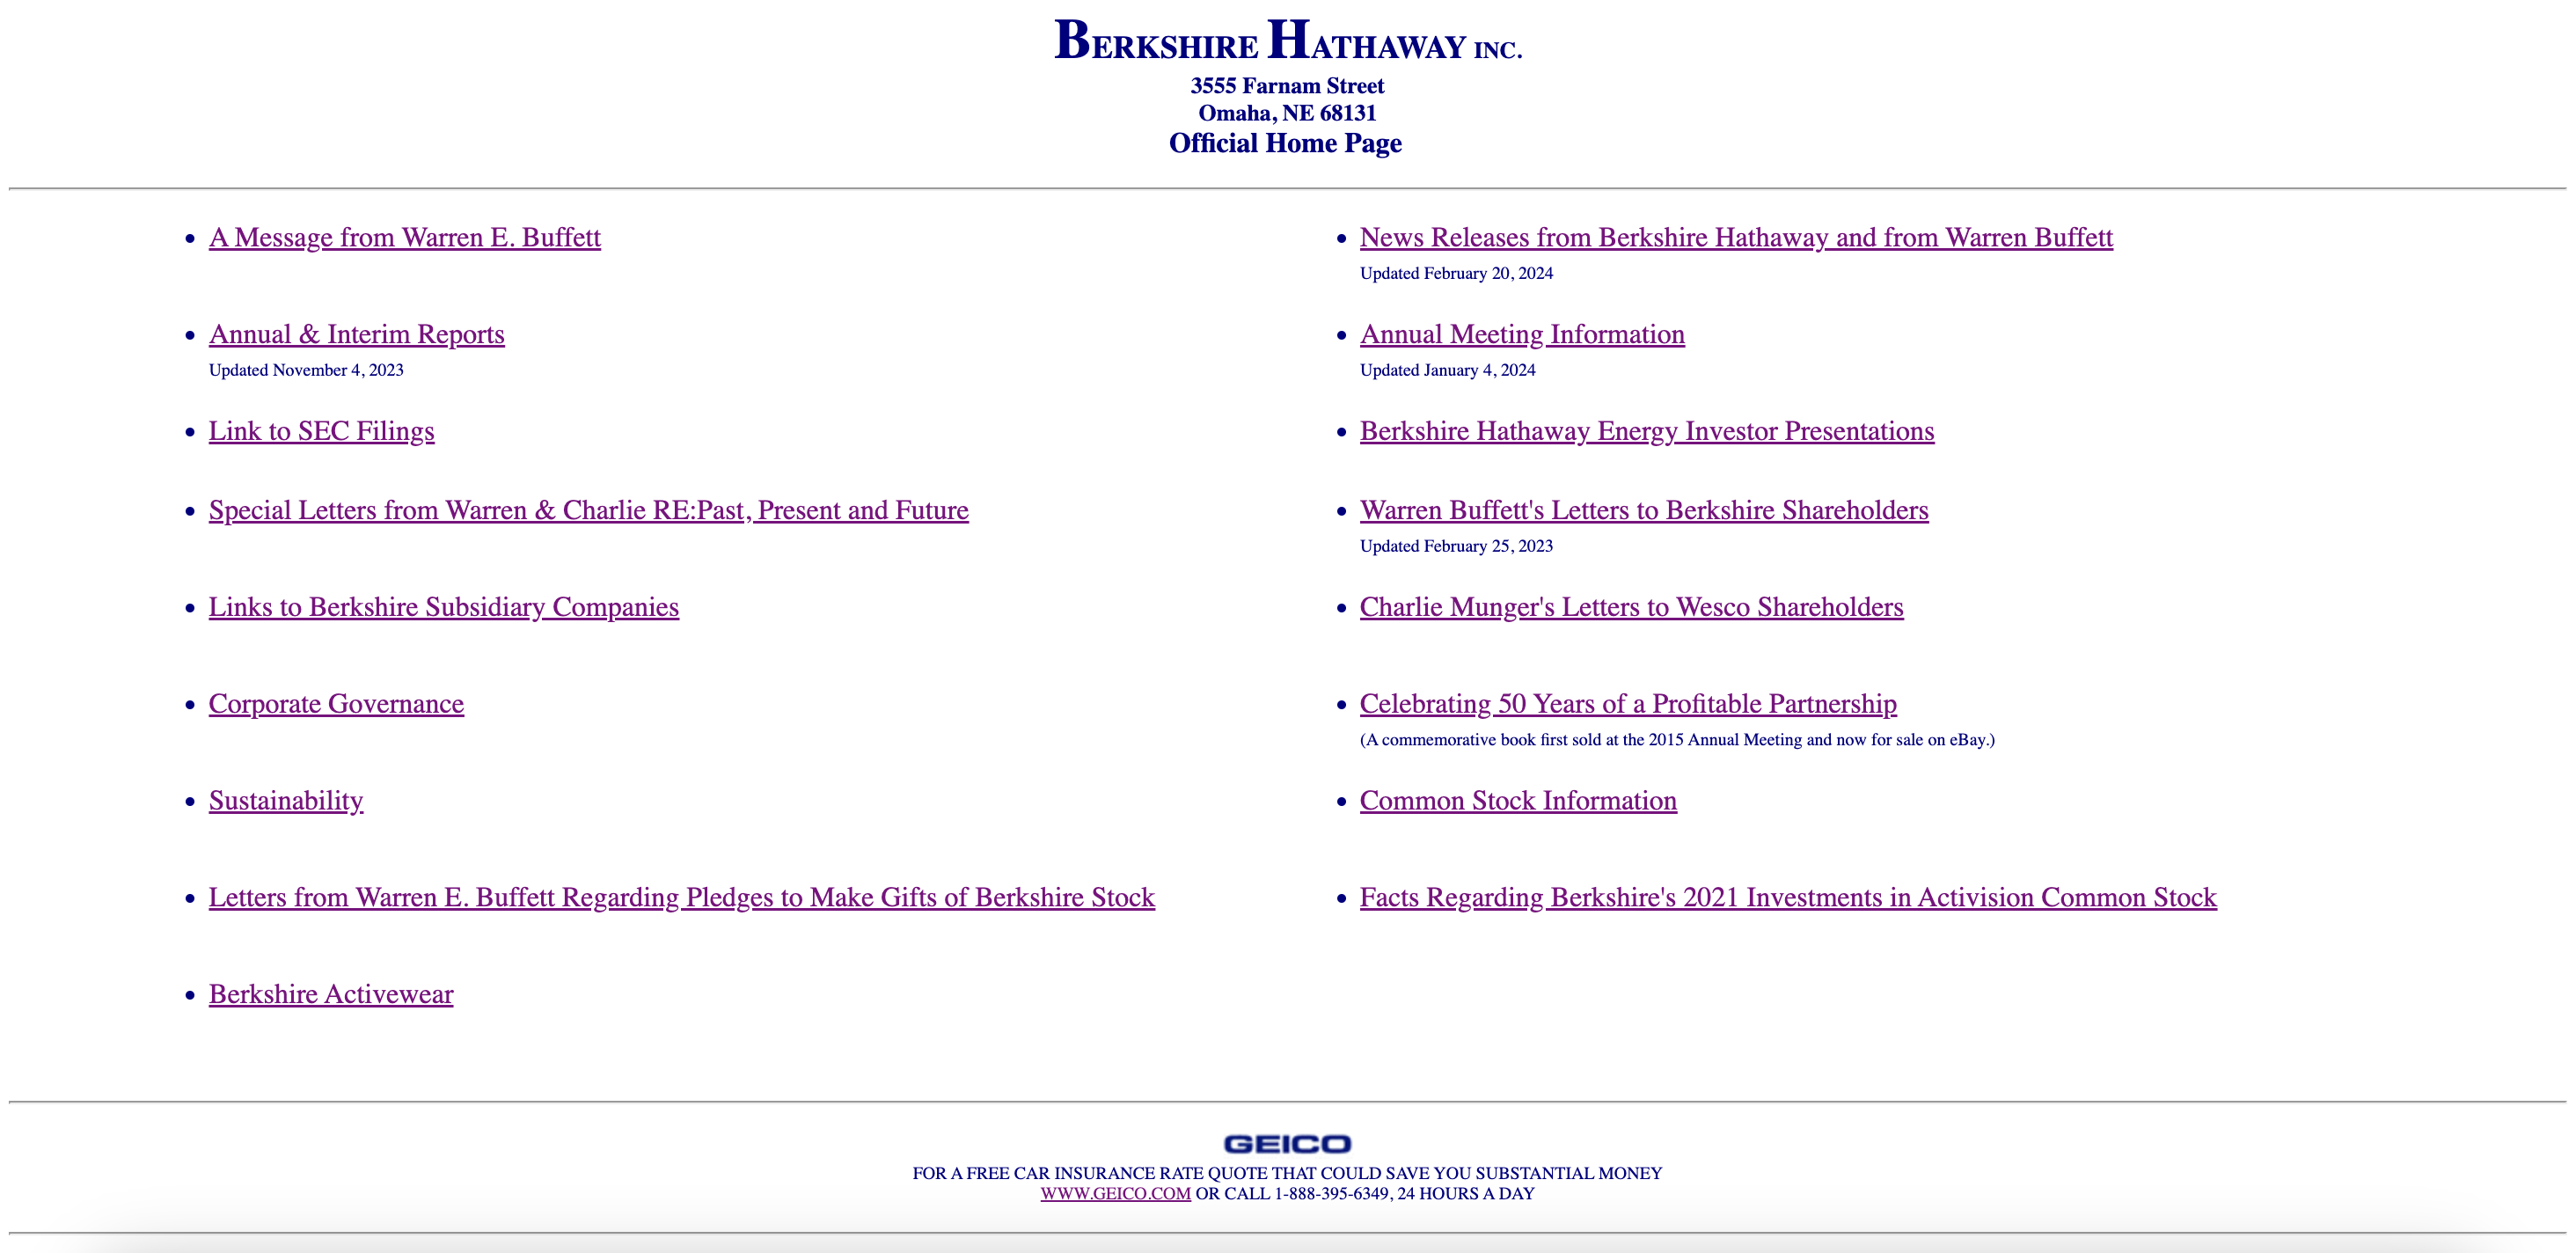 BERKSHIRE HATHAWAY INC.
3555 Farnam Street
Omaha, NE 68131
Official Home Page
A Message from Warren E. Buffett
News Releases from Berkshire Hathaway and from Warren Buffett
Updated February 20, 2024
Annual & Interim Reports
Updated November 4, 2023
Annual Meeting Information
Updated January 4, 2024
Link to SEC Filings
Berkshire Hathaway Energy Investor Presentations
Special Letters from Warren & Charlie RE:Past, Present and Future
Warren Buffett's Letters to Berkshire Shareholders
Updated February 25, 2023
Links to Berkshire Subsidiary Companies
Charlie Munger's Letters to Wesco Shareholders
Corporate Governance
Celebrating 50 Years of a Profitable Partnership
(A commemorative book first sold at the 2015 Annual Meeting and now for sale on eBay.)
Sustainability
Common Stock Information
Letters from Warren E. Buffett Regarding Pledges to Make Gifts of Berkshire Stock
Facts Regarding Berkshire's 2021 Investments in Activision Common Stock
Berkshire Activewear
GEICO
FOR A FREE CAR INSURANCE RATE QUOTE THAT COULD SAVE YOU SUBSTANTIAL MONEY
WWW.GEICO.COM OR CALL 1-888-395-6349, 24 HOURS A DAY